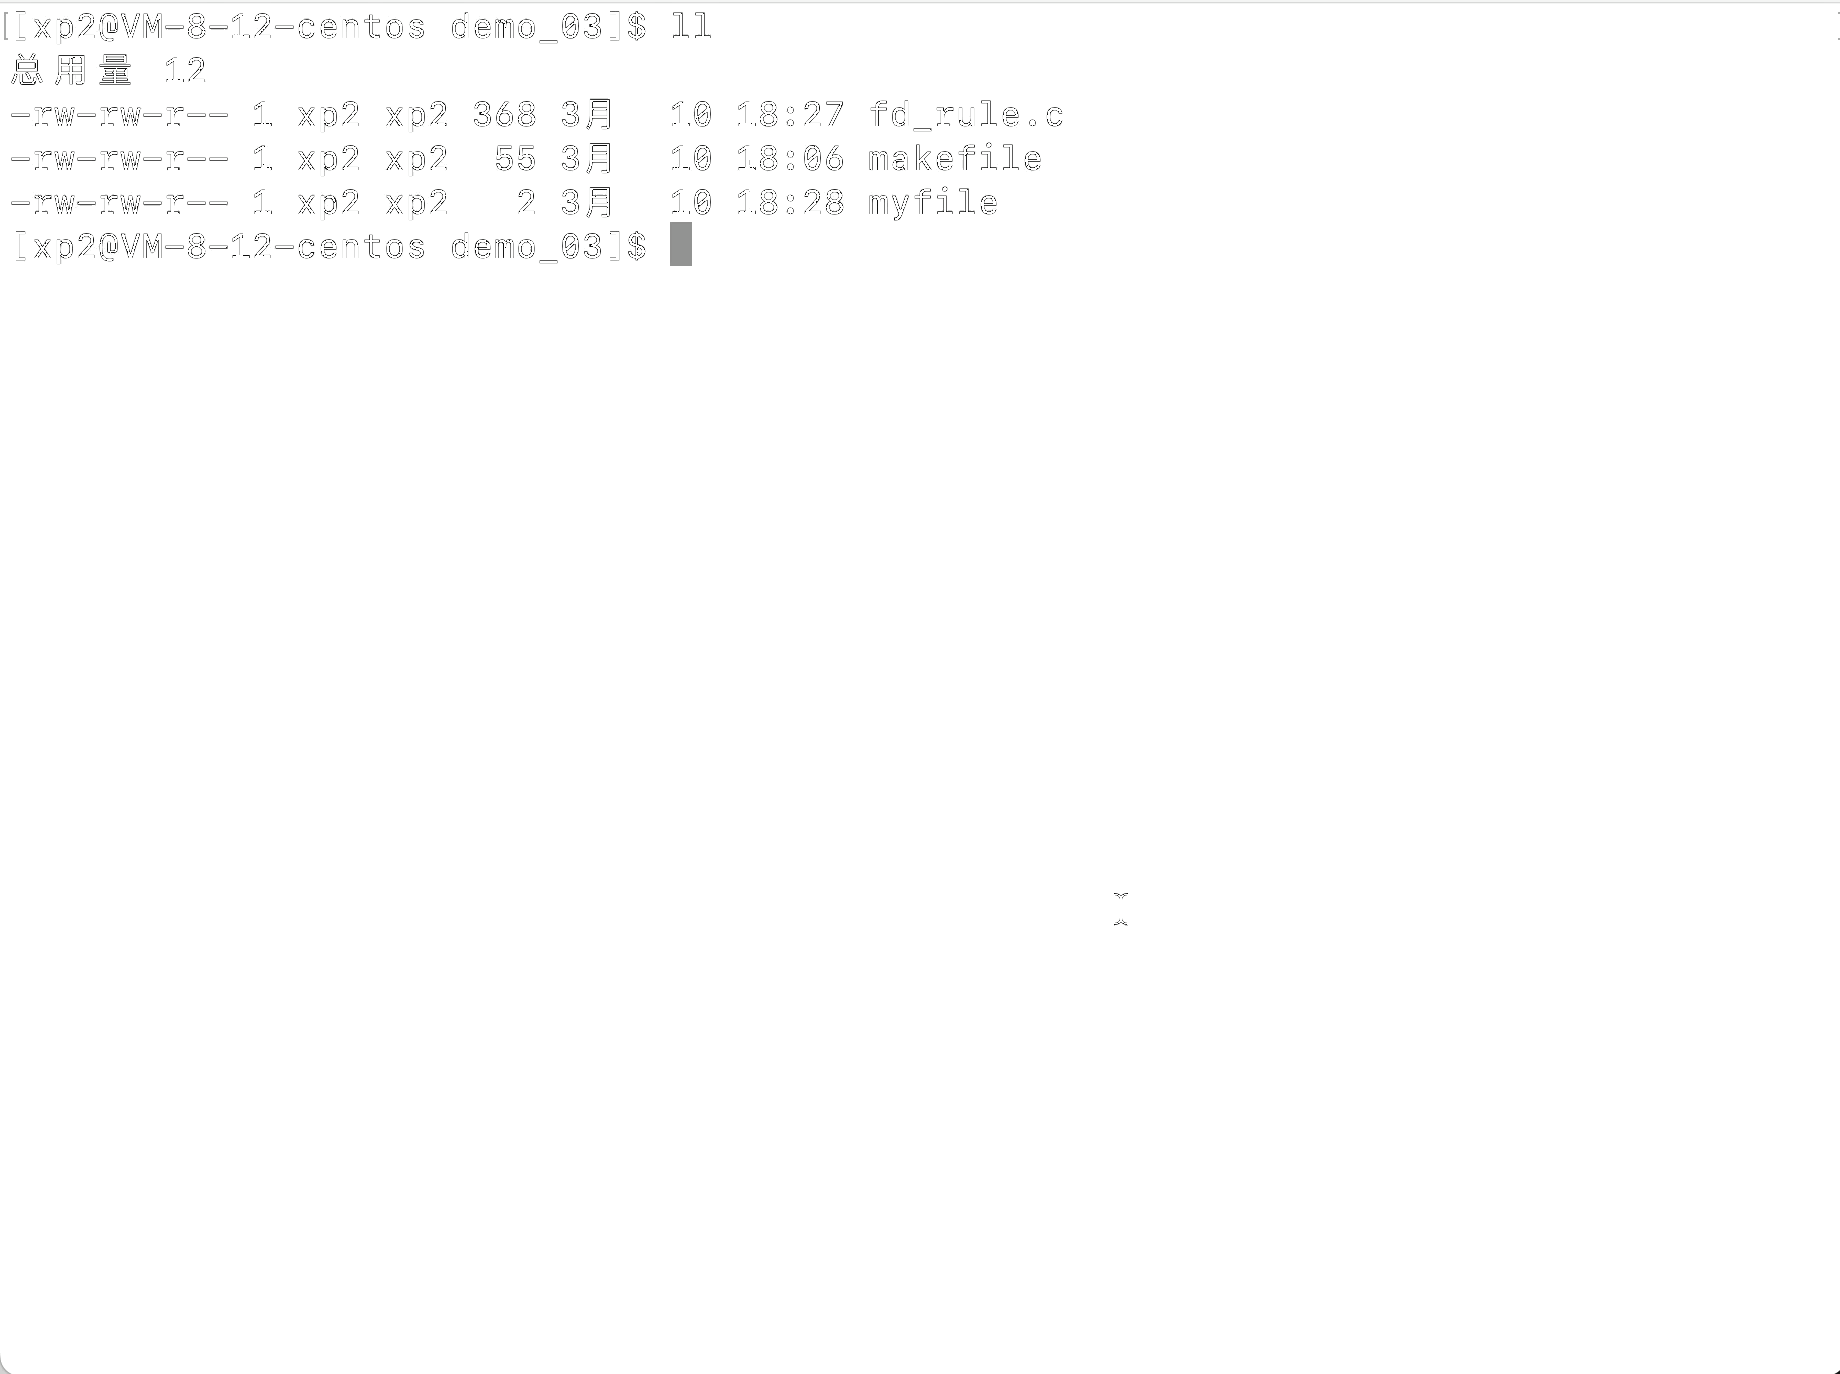 [[xp2@VM-8-12-centos demo_03]$ ll
总用量 12
-rw-rw-r-- 1 xp2 xp2 368 3月  10 18:27 fd_rule.c
-rw-rw-r-- 1 xp2 xp2  55 3月  10 18:06 makefile
-rw-rw-r-- 1 xp2 xp2   2 3月  10 18:28 myfile
[xp2@VM-8-12-centos demo_03]$